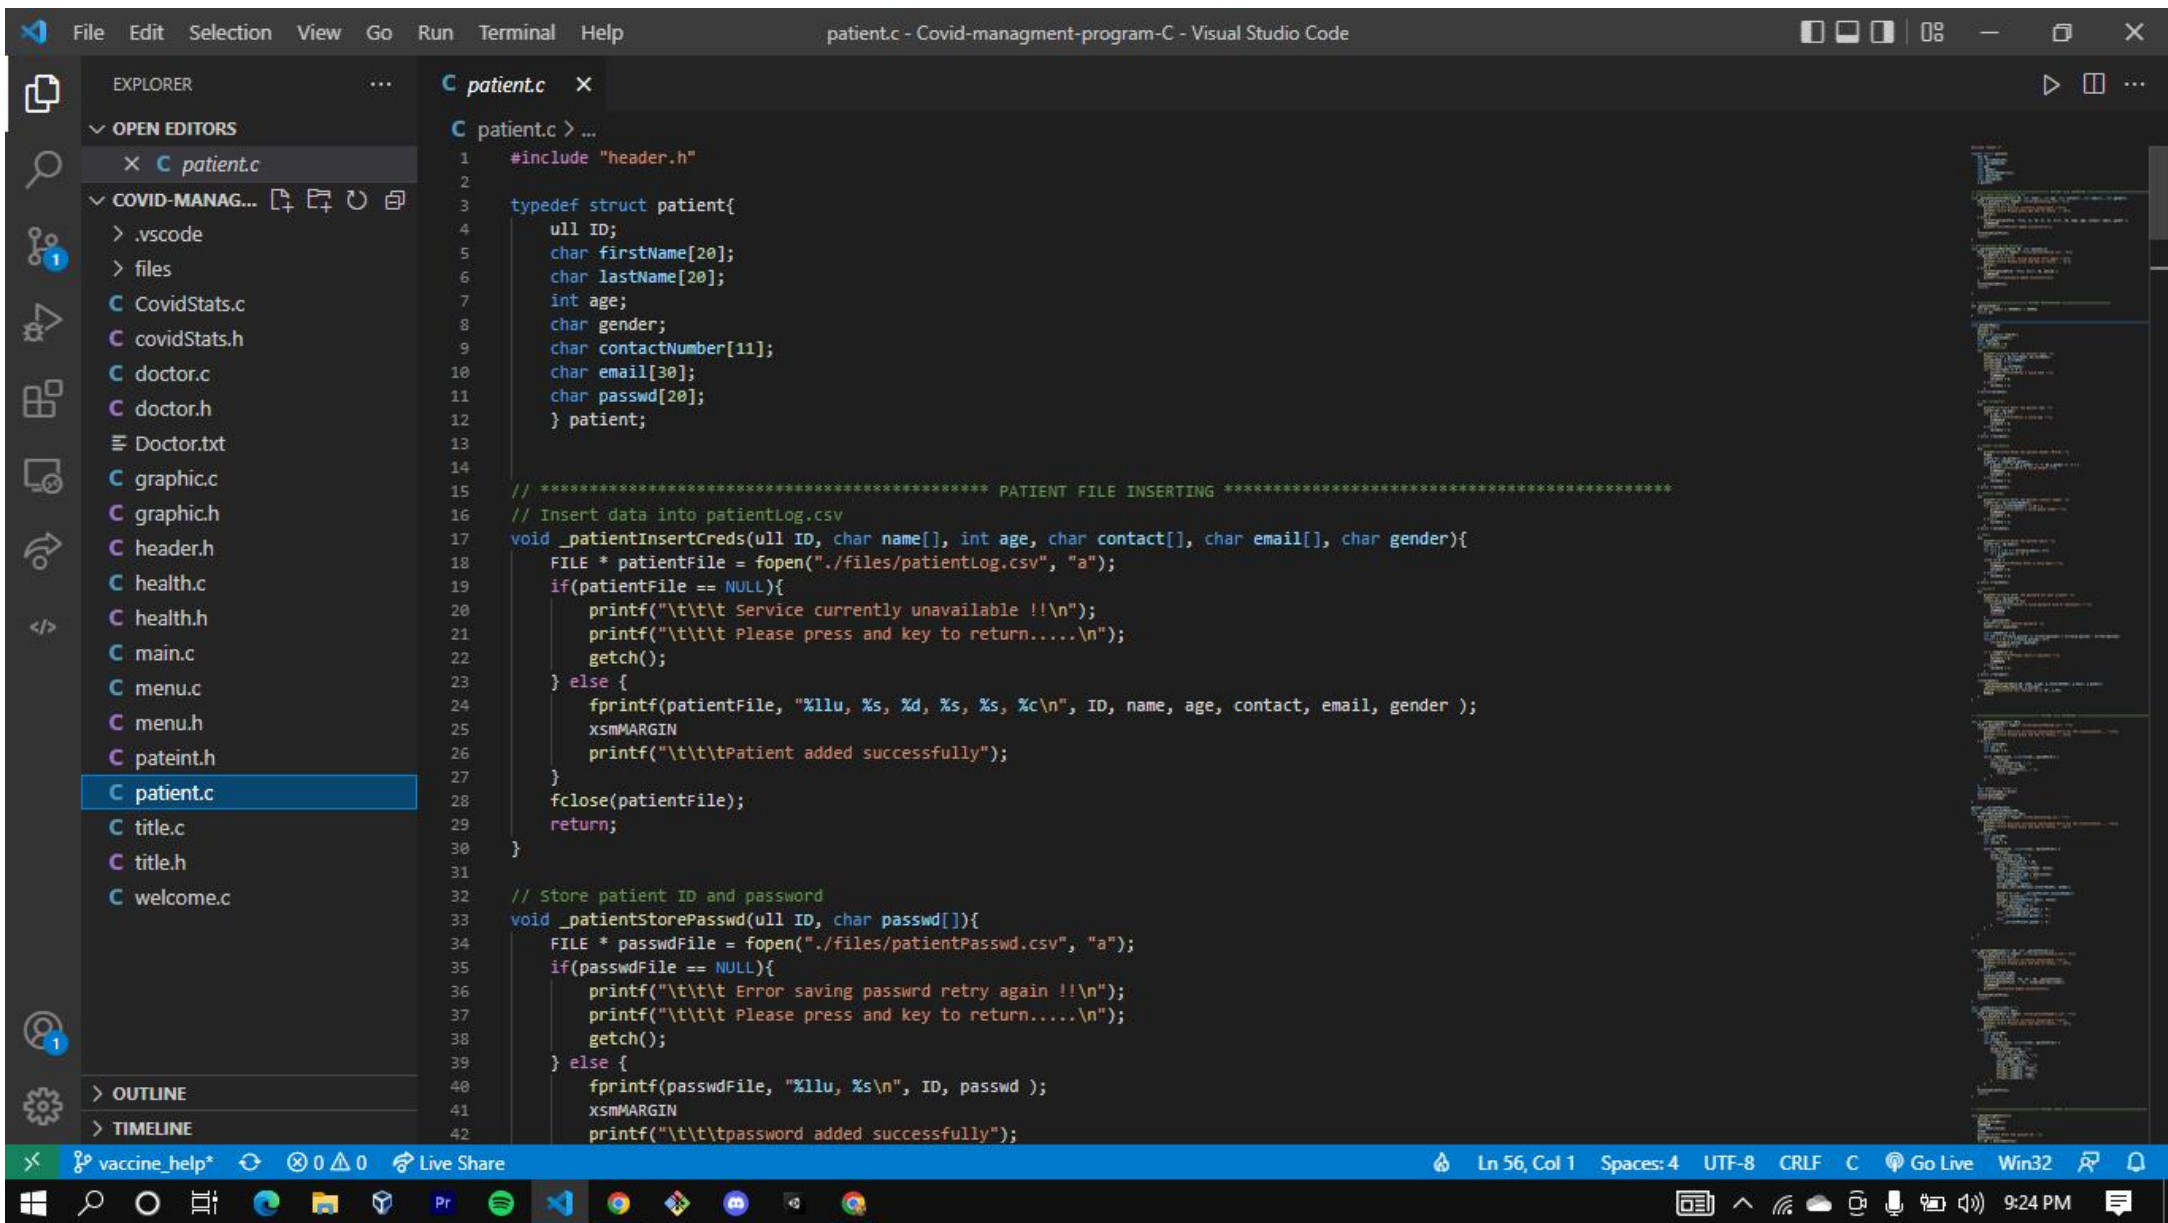 File Edit Selection View Go Run Terminal Help patient.c - Covid-managment-program-C - Visual Studio Code
EXPLORER
OPEN EDITORS
C patient.c
COVID-MANAG...
.vscode
files
C CovidStats.c
C covidStats.h
C doctor.c
C doctor.h
Doctor.txt
C graphic.c
C graphic.h
C header.h
C health.c
C health.h
C main.c
C menu.c
C menu.h
C pateint.h
C patient.c
C title.c
C title.h
C welcome.c
OUTLINE
TIMELINE
1
1
C patient.c
C patient.c > ...
1 #include "header.h"
2
3 typedef struct patient{
4 ull ID;
5 char firstName[20];
6 char lastName[20];
7 int age;
8 char gender;
9 char contactNumber[11];
10 char email[30];
11 char passwd[20];
12 } patient;
13
14
15 // ********************************************** PATIENT FILE INSERTING **********************************************
16 // Insert data into patientLog.csv
17 void _patientInsertCreds(ull ID, char name[], int age, char contact[], char email[], char gender){
18 FILE * patientFile = fopen("./files/patientLog.csv", "a");
19 if(patientFile == NULL){
20 printf("\t\t\t Service currently unavailable !!\n");
21 printf("\t\t\t Please press and key to return.....\n");
22 getch();
23 } else {
24 fprintf(patientFile, "%llu, %s, %d, %s, %s, %c\n", ID, name, age, contact, email, gender );
25 xsmMARGIN
26 printf("\t\t\tPatient added successfully");
27 }
28 fclose(patientFile);
29 return;
30 }
31
32 // Store patient ID and password
33 void _patientStorePasswd(ull ID, char passwd[]){
34 FILE * passwdFile = fopen("./files/patientPasswd.csv", "a");
35 if(passwdFile == NULL){
36 printf("\t\t\t Error saving passwrd retry again !!\n");
37 printf("\t\t\t Please press and key to return.....\n");
38 getch();
39 } else {
40 fprintf(passwdFile, "%llu, %s\n", ID, passwd );
41 xsmMARGIN
42 printf("\t\t\tpassword added successfully");
vaccine_help* 0 0 Live Share Ln 56, Col 1 Spaces: 4 UTF-8 CRLF C Go Live Win32
Pr 9:24 PM